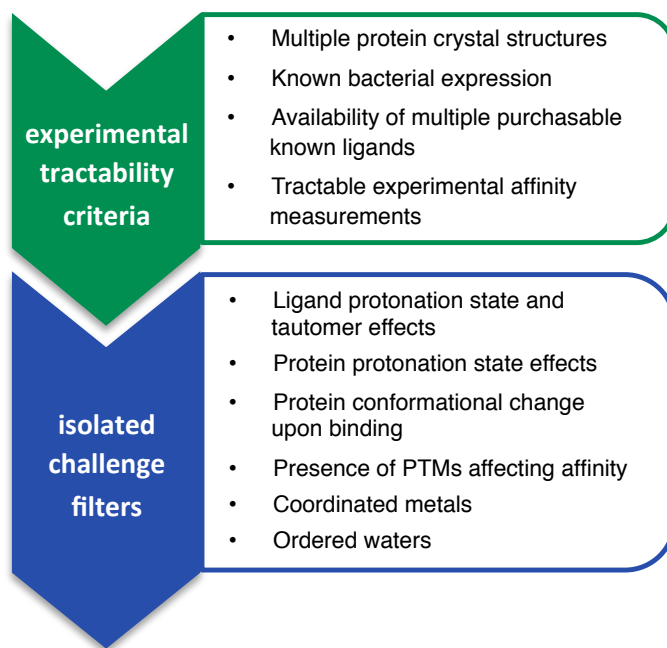 experimental
tractability
criteria
• Multiple protein crystal structures
• Known bacterial expression
• Availability of multiple purchasable
known ligands
• Tractable experimental affinity
measurements
isolated
challenge
filters
• Ligand protonation state and
tautomer effects
• Protein protonation state effects
• Protein conformational change
upon binding
• Presence of PTMs affecting affinity
• Coordinated metals
• Ordered waters